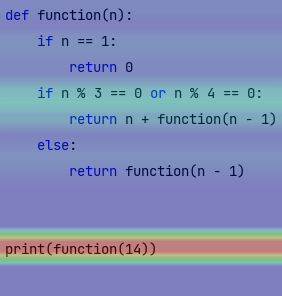 def function(n):
    if n == 1:
        return 0
    if n % 3 == 0 or n % 4 == 0:
        return n + function(n - 1)
    else:
        return function(n - 1)
print(function(14))